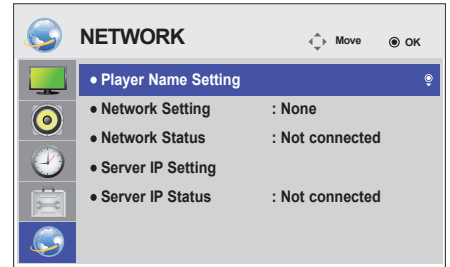 NETWORK Move OK
● Player Name Setting
● Network Setting : None
● Network Status : Not connected
● Server IP Setting
● Server IP Status : Not connected